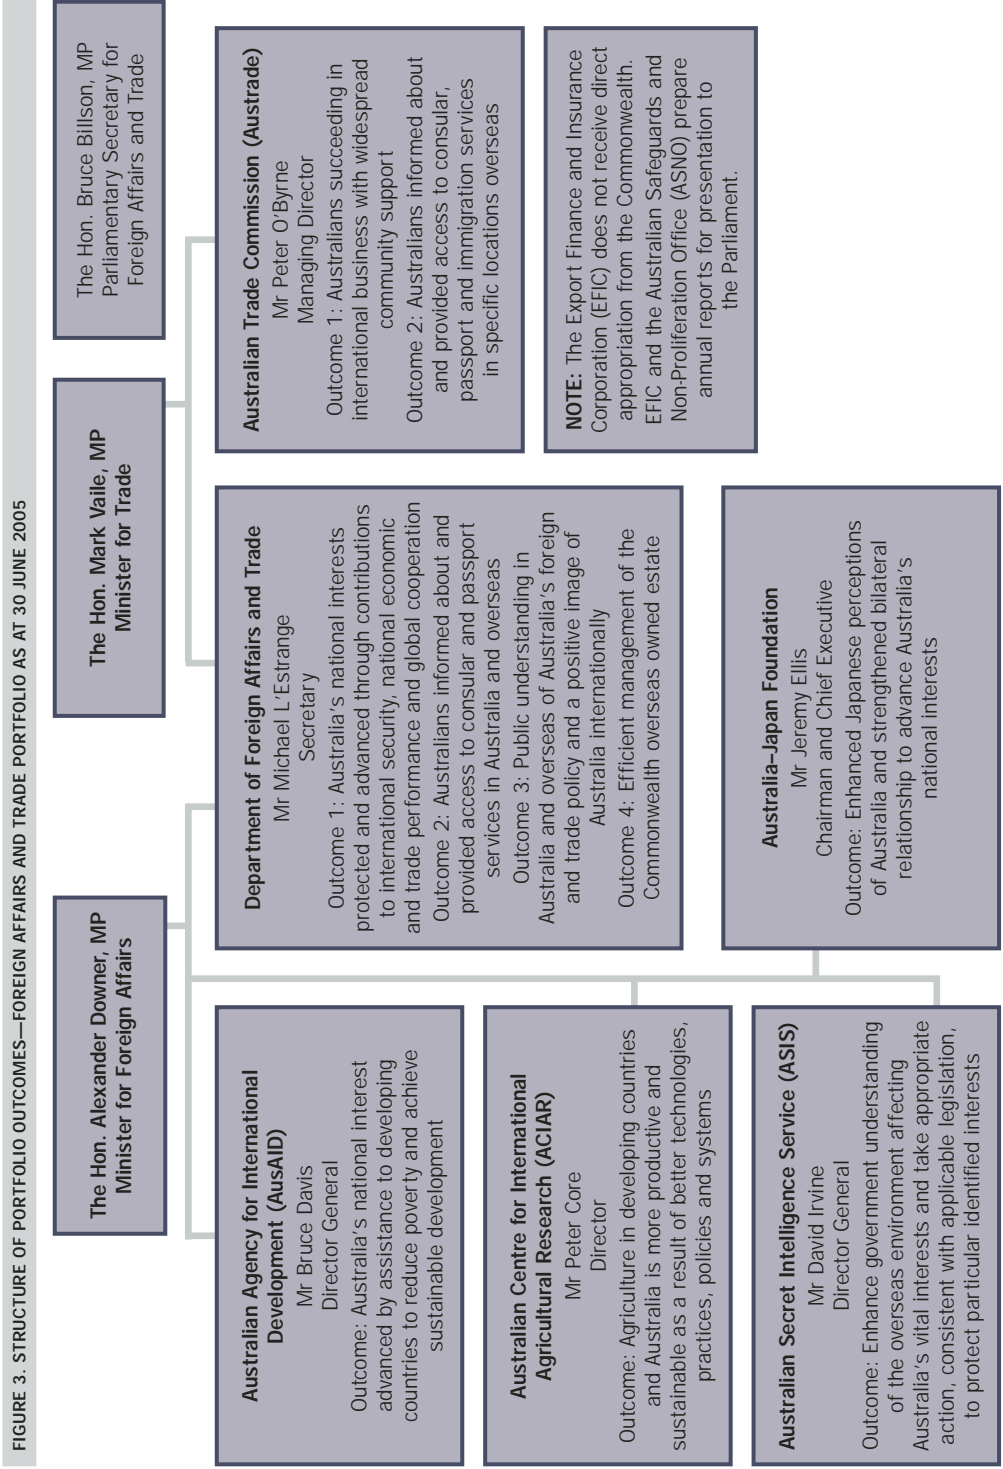 FIGURE 3. STRUCTURE OF PORTFOLIO OUTCOMES—FOREIGN AFFAIRS AND TRADE PORTFOLIO AS AT 30 JUNE 2005
The Hon. Alexander Downer, MP
Minister for Foreign Affairs
The Hon. Mark Vaile, MP
Minister for Trade
The Hon. Bruce Billson, MP
Parliamentary Secretary for
Foreign Affairs and Trade
Australian Agency for International
Development (AusAID)
Mr Bruce Davis
Director General
Outcome: Australia's national interest
advanced by assistance to developing
countries to reduce poverty and achieve
sustainable development
Australian Centre for International
Agricultural Research (ACIAR)
Mr Peter Core
Director
Outcome: Agriculture in developing countries
and Australia is more productive and
sustainable as a result of better technologies,
practices, policies and systems
Australian Secret Intelligence Service (ASIS)
Mr David Irvine
Director General
Outcome: Enhance government understanding
of the overseas environment affecting
Australia's vital interests and take appropriate
action, consistent with applicable legislation,
to protect particular identified interests
Department of Foreign Affairs and Trade
Mr Michael L'Estrange
Secretary
Outcome 1: Australia's national interests
protected and advanced through contributions
to international security, national economic
and trade performance and global cooperation
Outcome 2: Australians informed about and
provided access to consular and passport
services in Australia and overseas
Outcome 3: Public understanding in
Australia and overseas of Australia's foreign
and trade policy and a positive image of
Australia internationally
Outcome 4: Efficient management of the
Commonwealth overseas owned estate
Australia–Japan Foundation
Mr Jeremy Ellis
Chairman and Chief Executive
Outcome: Enhanced Japanese perceptions
of Australia and strengthened bilateral
relationship to advance Australia's
national interests
Australian Trade Commission (Austrade)
Mr Peter O'Byrne
Managing Director
Outcome 1: Australians succeeding in
international business with widespread
community support
Outcome 2: Australians informed about
and provided access to consular,
passport and immigration services
in specific locations overseas
NOTE: The Export Finance and Insurance
Corporation (EFIC) does not receive direct
appropriation from the Commonwealth.
EFIC and the Australian Safeguards and
Non-Proliferation Office (ASNO) prepare
annual reports for presentation to
the Parliament.